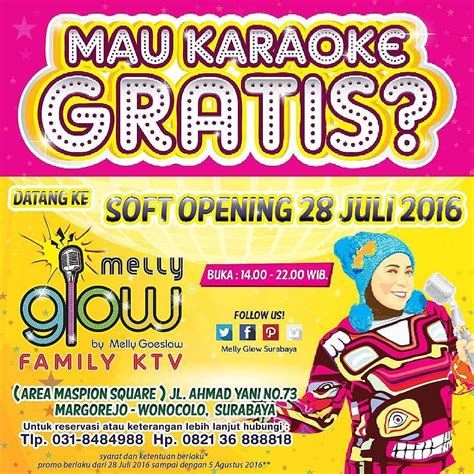 MAU KARAOKE
GRATIS?
DATANG KE
SOFT OPENING 28 JULI 2016
melly
glow
by Melly Goeslow
FAMILY KTV
BUKA : 14.00 - 22.00 WIB.
FOLLOW US!
Melly Glow Surabaya
( AREA MASPION SQUARE ) JL. AHMAD YANI NO.73
MARGOREJO - WONOCOLO, SURABAYA
Untuk reservasi atau keterangan lebih lanjut hubungi :
Tlp. 031-8484988 Hp. 0821 36 888818
syarat dan ketentuan berlaku*
promo berlaku dari 28 Juli 2016 sampai dengan 5 Agustus 2016**